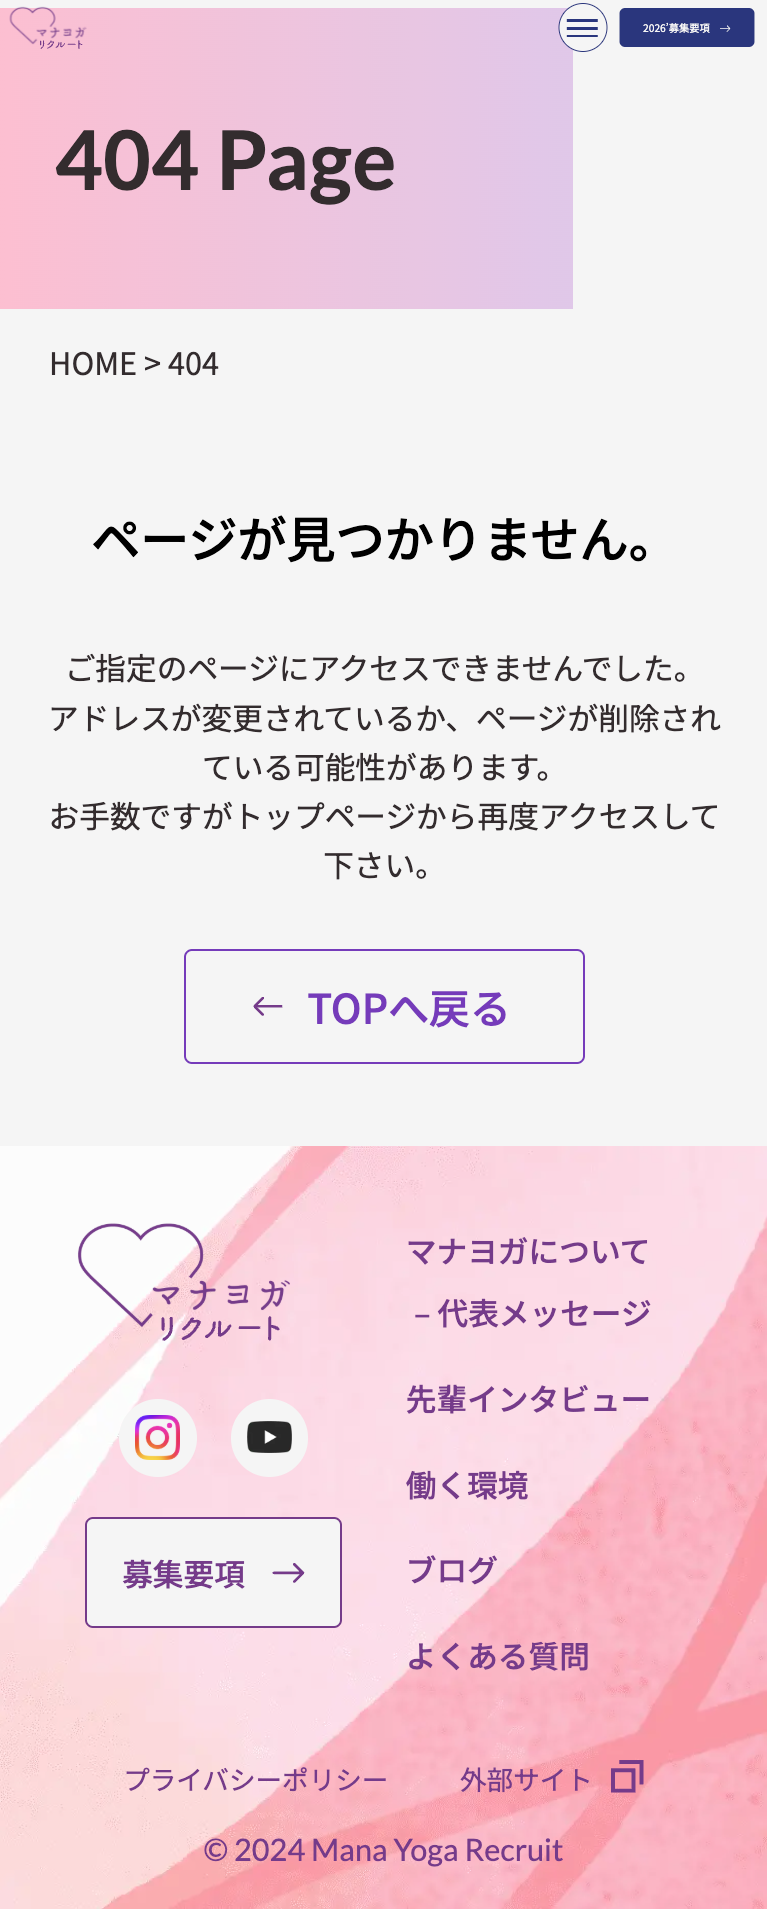 マナヨガ
リクルート
2026’募集要項
404 Page
HOME > 404
ページが見つかりません。
ご指定のページにアクセスできませんでした。
アドレスが変更されているか、ページが削除され
ている可能性があります。
お手数ですがトップページから再度アクセスして
下さい。
TOPへ戻る
マナヨガ
リクルート
募集要項
マナヨガについて
– 代表メッセージ
先輩インタビュー
働く環境
ブログ
よくある質問
プライバシーポリシー
外部サイト
© 2024 Mana Yoga Recruit